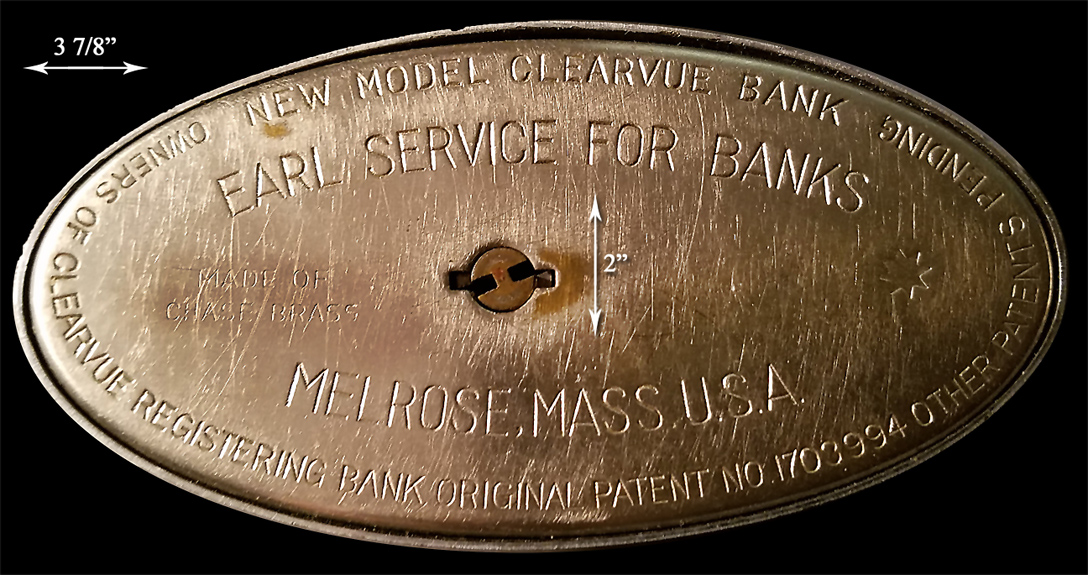 3 7/8”
NEW MODEL CLEARVUE BANK
EARL SERVICE FOR BANKS
2”
MADE OF
CHASE BRASS
MELROSE, MASS. U.S.A.
OWNERS OF CLEARVUE REGISTERING BANK/ORIGINAL PATENT NO. 1703994 OTHER PATENTS PENDING